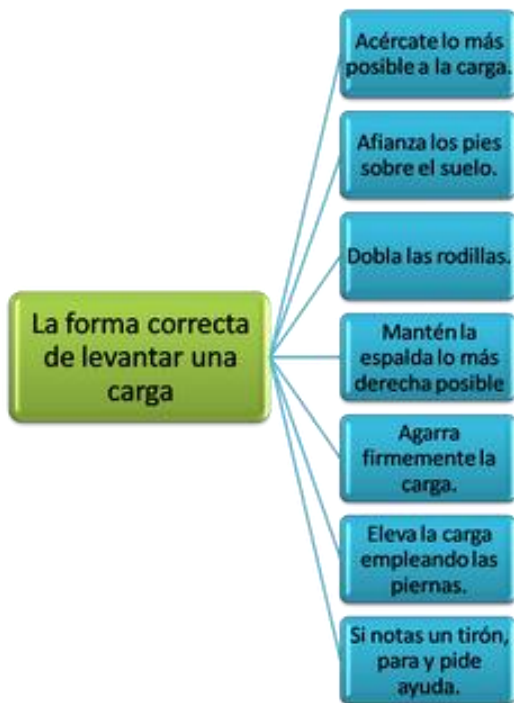 La forma correcta
de levantar una
carga
Acércate lo más
posible a la carga.
Afianza los pies
sobre el suelo.
Dobla las rodillas.
Mantén la
espalda lo más
derecha posible
Agarra
firmemente la
carga.
Eleva la carga
empleando las
piernas.
Si notas un tirón,
para y pide
ayuda.